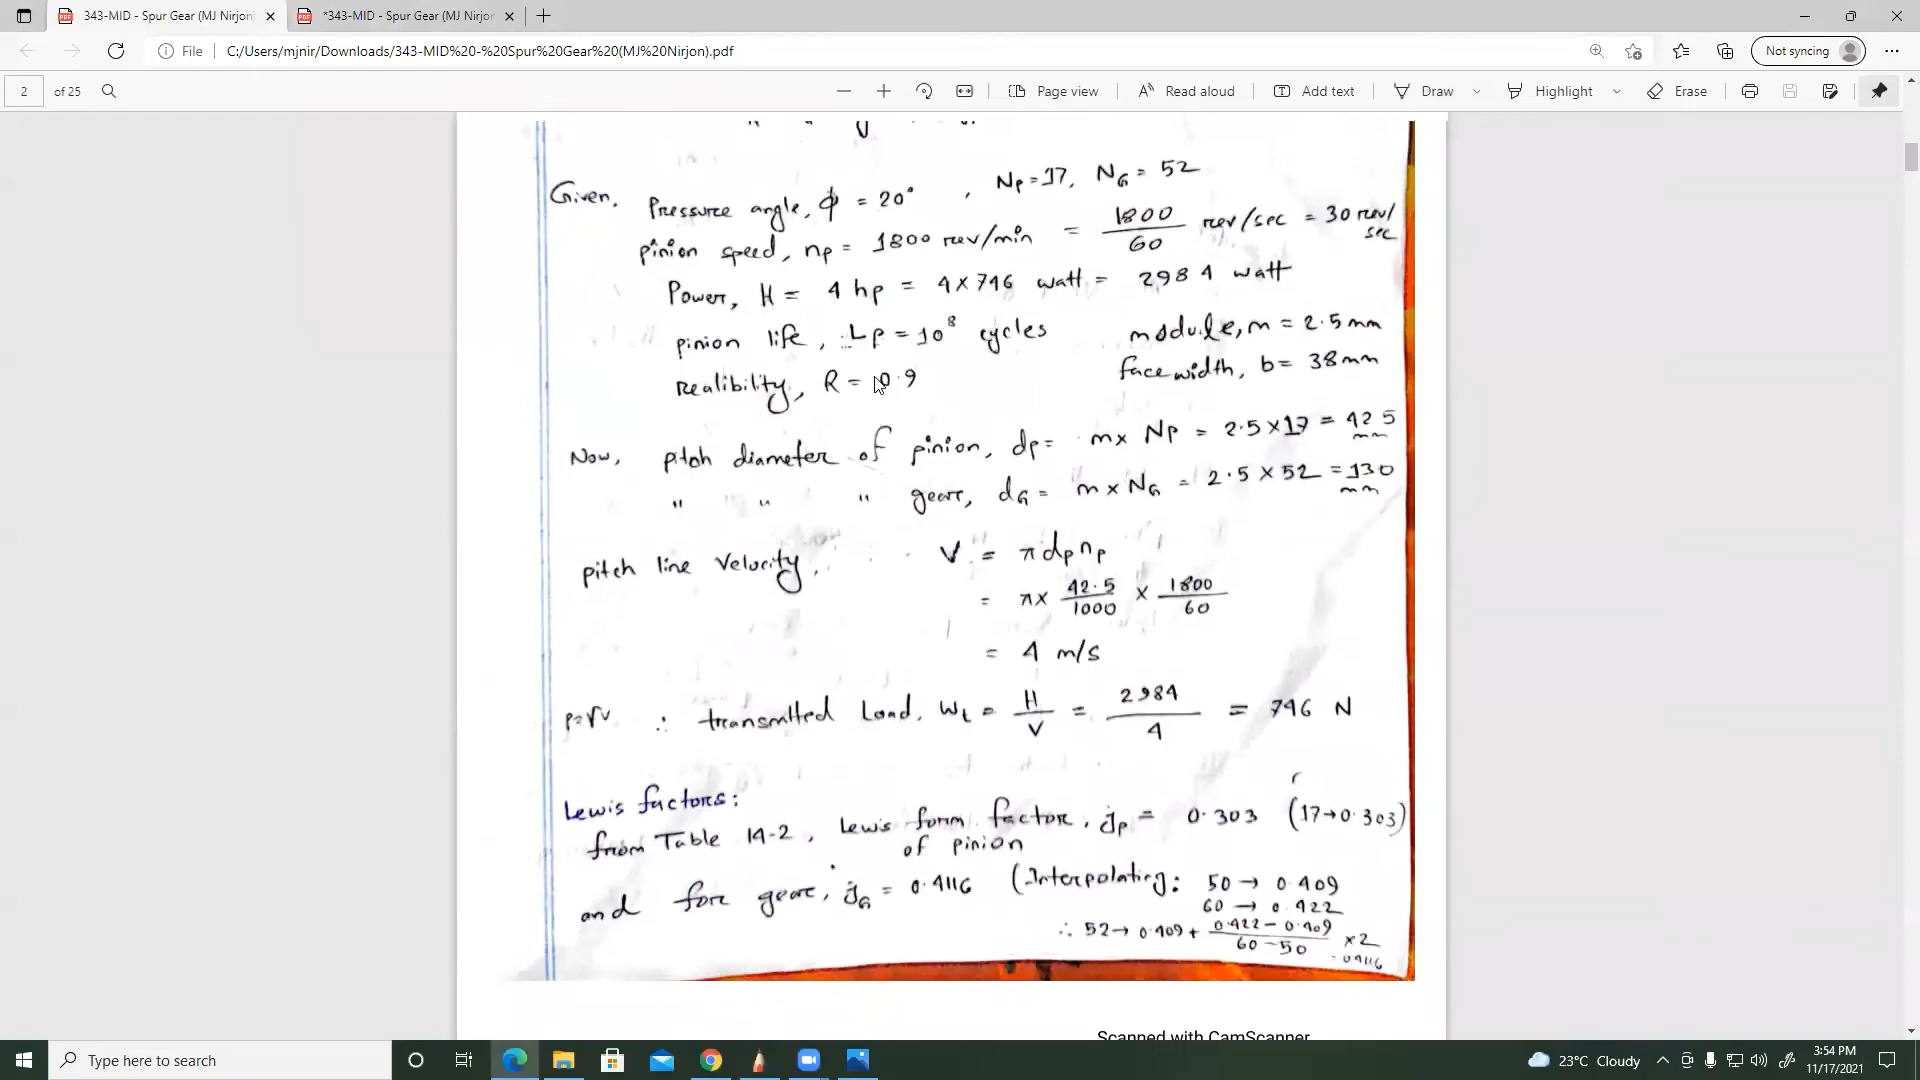 343-MID - Spur Gear (MJ Nirjon)
*343-MID - Spur Gear (MJ Nirjon
File
C:/Users/mjnir/Downloads/343-MID%20-%20Spur%20Gear%20(MJ%20Nirjon).pdf
Not syncing
2 of 25
Page view
Read aloud
Add text
Draw
Highlight
Erase
Given, Pressure angle, ϕ = 20° , Np = 17, NG = 52
pinion speed, np = 1800 rev/min = 1800/60 rev/sec = 30 rev/sec
Power, H = 4 hp = 4 × 746 watt = 2984 watt
pinion life, Lp = 10⁸ cycles module, m = 2.5 mm
realibility, R = 0.9 face width, b = 38 mm
Now, pitch diameter of pinion, dp = m x Np = 2.5 × 17 = 42.5 mm
" " " gear, dG = m x NG = 2.5 × 52 = 130 mm
pitch line velocity, V = π dp np
= π × 42.5/1000 × 1800/60
= 4 m/s
∴ transmitted Load, Wt = H/V = 2984/4 = 746 N
Lewis factors:
from Table 14-2, Lewis form factor, jp = 0.303 (17→0.303)
of pinion
and for gear, jG = 0.4116 (Interpolating: 50 → 0.409
60 → 0.422
∴ 52 → 0.409 + (0.422 - 0.409)/(60 - 50) × 2
= 0.4116
Scanned with CamScanner
Type here to search
23°C Cloudy
3:54 PM
11/17/2021